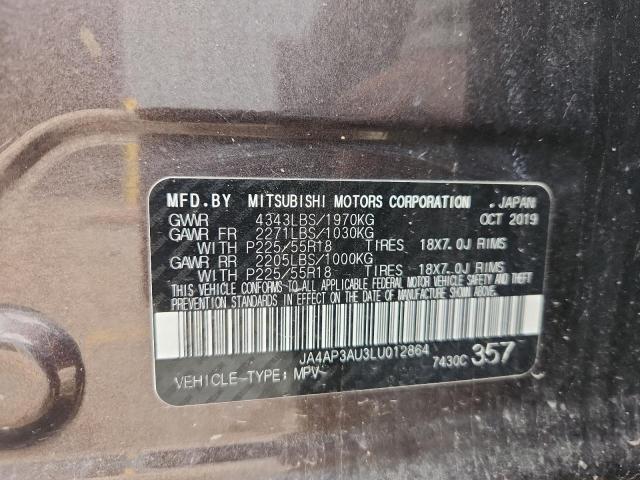 MFD.BY MITSUBISHI MOTORS CORPORATION , JAPAN
GVWR 4343LBS/1970KG OCT 2019
GAWR FR 2271LBS/1030KG
WITH P225/55R18 TIRES 18X7.0J RIMS
GAWR RR 2205LBS/1000KG
WITH P225/55R18 TIRES 18X7.0J RIMS
THIS VEHICLE CONFORMS TO ALL APPLICABLE FEDERAL MOTOR VEHICLE SAFETY AND THEFT
PREVENTION STANDARDS IN EFFECT ON THE DATE OF MANUFACTURE SHOWN ABOVE.
JA4AP3AU3LU012864
7430C 357
VEHICLE-TYPE; MPV